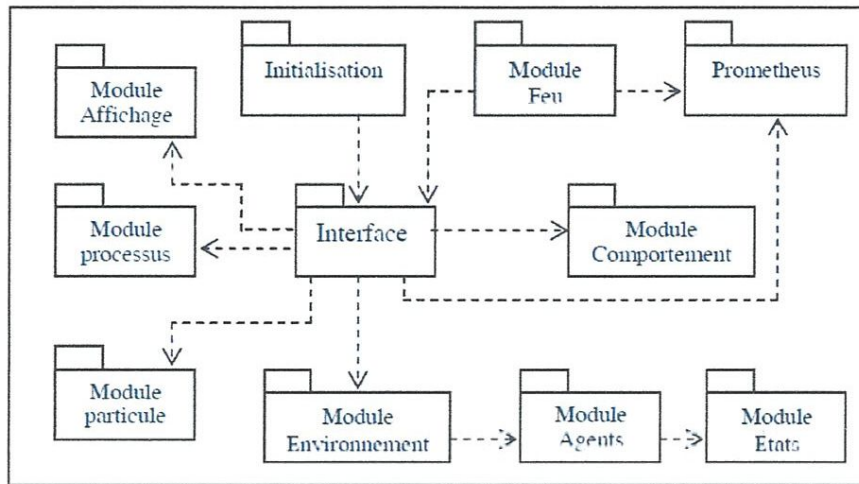 Module
Affichage
Initialisation
Module
Feu
Prometheus
Module
processus
Interface
Module
Comportement
Module
particule
Module
Environnement
Module
Agents
Module
Etats